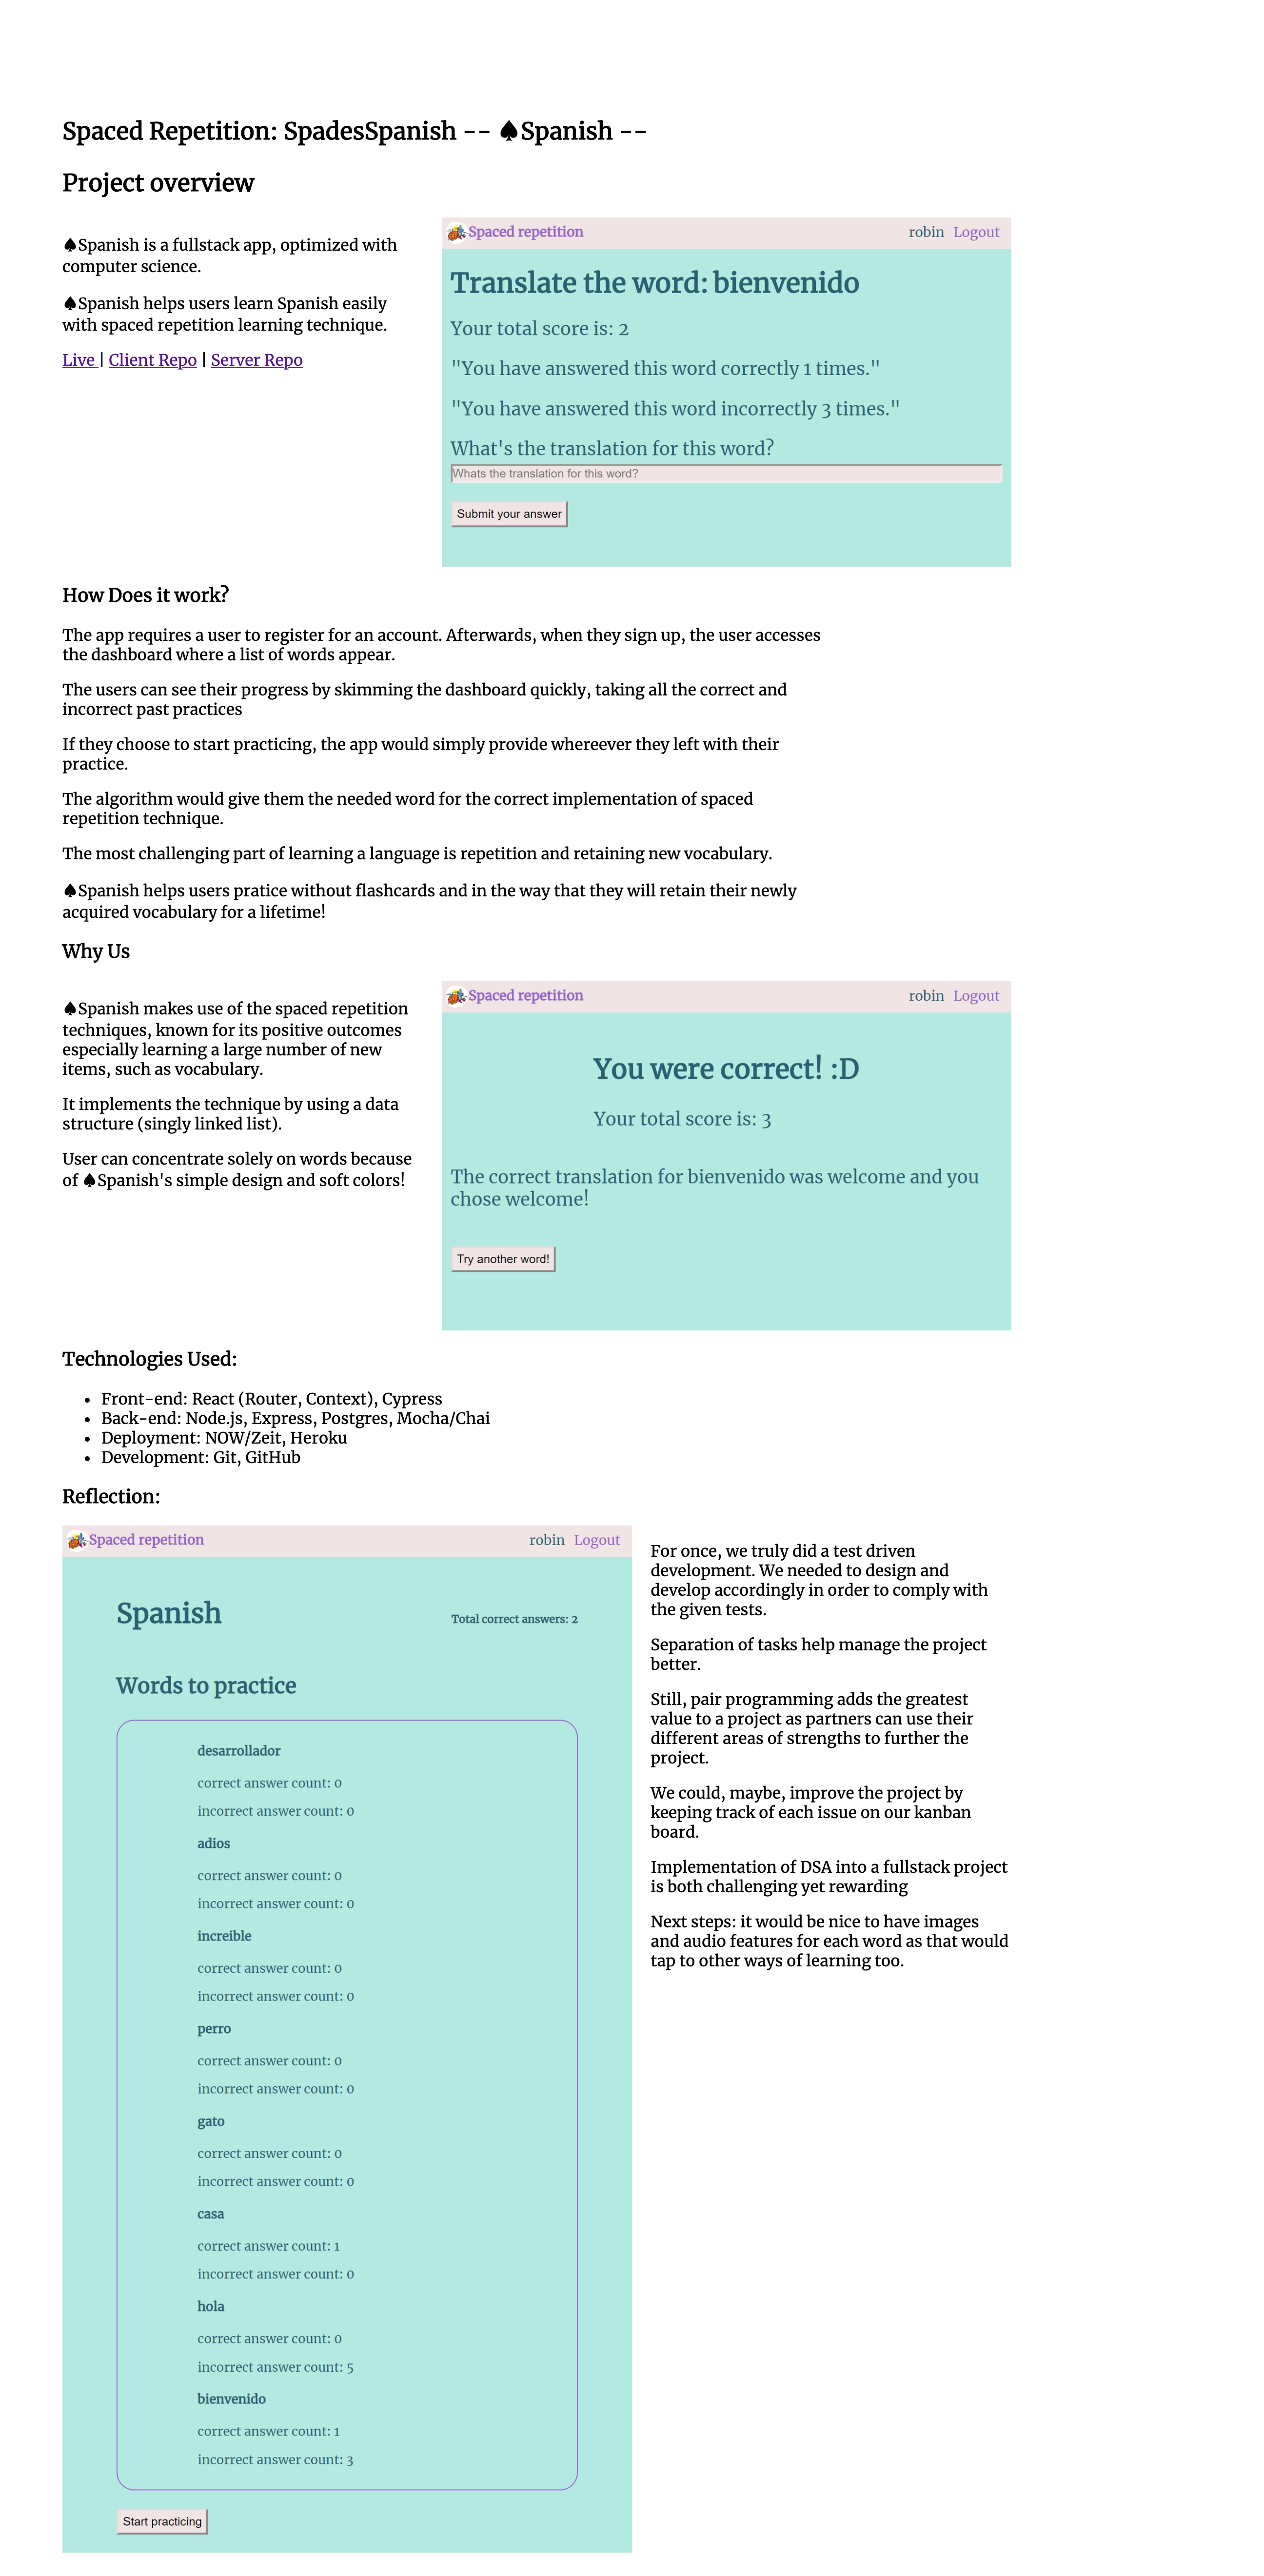 Spaced Repetition: SpadesSpanish -- ♠Spanish --
Project overview
♠Spanish is a fullstack app, optimized with
computer science.
♠Spanish helps users learn Spanish easily
with spaced repetition learning technique.
Live | Client Repo | Server Repo
Spaced repetition
robin Logout
Translate the word: bienvenido
Your total score is: 2
"You have answered this word correctly 1 times."
"You have answered this word incorrectly 3 times."
What's the translation for this word?
Whats the translation for this word?
Submit your answer
How Does it work?
The app requires a user to register for an account. Afterwards, when they sign up, the user accesses
the dashboard where a list of words appear.
The users can see their progress by skimming the dashboard quickly, taking all the correct and
incorrect past practices
If they choose to start practicing, the app would simply provide whereever they left with their
practice.
The algorithm would give them the needed word for the correct implementation of spaced
repetition technique.
The most challenging part of learning a language is repetition and retaining new vocabulary.
♠Spanish helps users pratice without flashcards and in the way that they will retain their newly
acquired vocabulary for a lifetime!
Why Us
♠Spanish makes use of the spaced repetition
techniques, known for its positive outcomes
especially learning a large number of new
items, such as vocabulary.
It implements the technique by using a data
structure (singly linked list).
User can concentrate solely on words because
of ♠Spanish's simple design and soft colors!
Spaced repetition
robin Logout
You were correct! :D
Your total score is: 3
The correct translation for bienvenido was welcome and you
chose welcome!
Try another word!
Technologies Used:
• Front-end: React (Router, Context), Cypress
• Back-end: Node.js, Express, Postgres, Mocha/Chai
• Deployment: NOW/Zeit, Heroku
• Development: Git, GitHub
Reflection:
Spaced repetition
robin Logout
Spanish
Total correct answers: 2
Words to practice
desarrollador
correct answer count: 0
incorrect answer count: 0
adios
correct answer count: 0
incorrect answer count: 0
increible
correct answer count: 0
incorrect answer count: 0
perro
correct answer count: 0
incorrect answer count: 0
gato
correct answer count: 0
incorrect answer count: 0
casa
correct answer count: 1
incorrect answer count: 0
hola
correct answer count: 0
incorrect answer count: 5
bienvenido
correct answer count: 1
incorrect answer count: 3
Start practicing
For once, we truly did a test driven
development. We needed to design and
develop accordingly in order to comply with
the given tests.
Separation of tasks help manage the project
better.
Still, pair programming adds the greatest
value to a project as partners can use their
different areas of strengths to further the
project.
We could, maybe, improve the project by
keeping track of each issue on our kanban
board.
Implementation of DSA into a fullstack project
is both challenging yet rewarding
Next steps: it would be nice to have images
and audio features for each word as that would
tap to other ways of learning too.